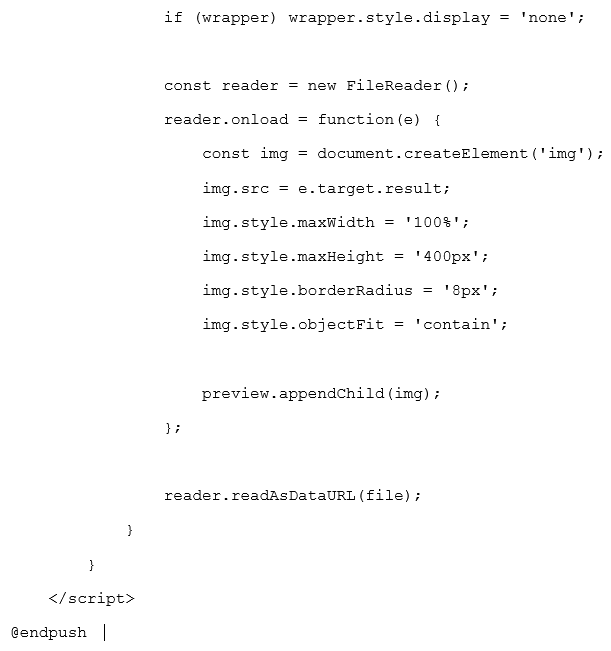 if (wrapper) wrapper.style.display = 'none';

                const reader = new FileReader();
                reader.onload = function(e) {
                    const img = document.createElement('img');
                    img.src = e.target.result;
                    img.style.maxWidth = '100%';
                    img.style.maxHeight = '400px';
                    img.style.borderRadius = '8px';
                    img.style.objectFit = 'contain';

                    preview.appendChild(img);
                };

                reader.readAsDataURL(file);
            }
        }
    </script>
@endpush